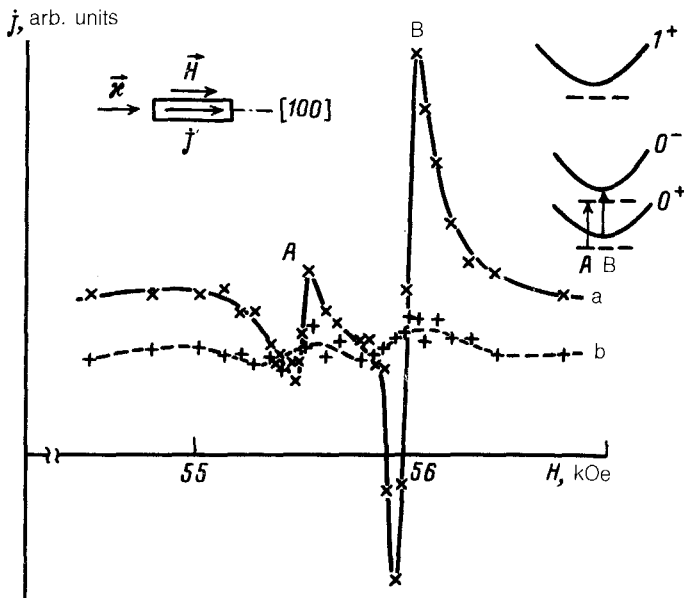 j, arb. units
B
1⁺
H⃗
ϰ⃗
[100]
j⃗
0⁻
0⁺
A
A B
a
b
55
56
H, kOe